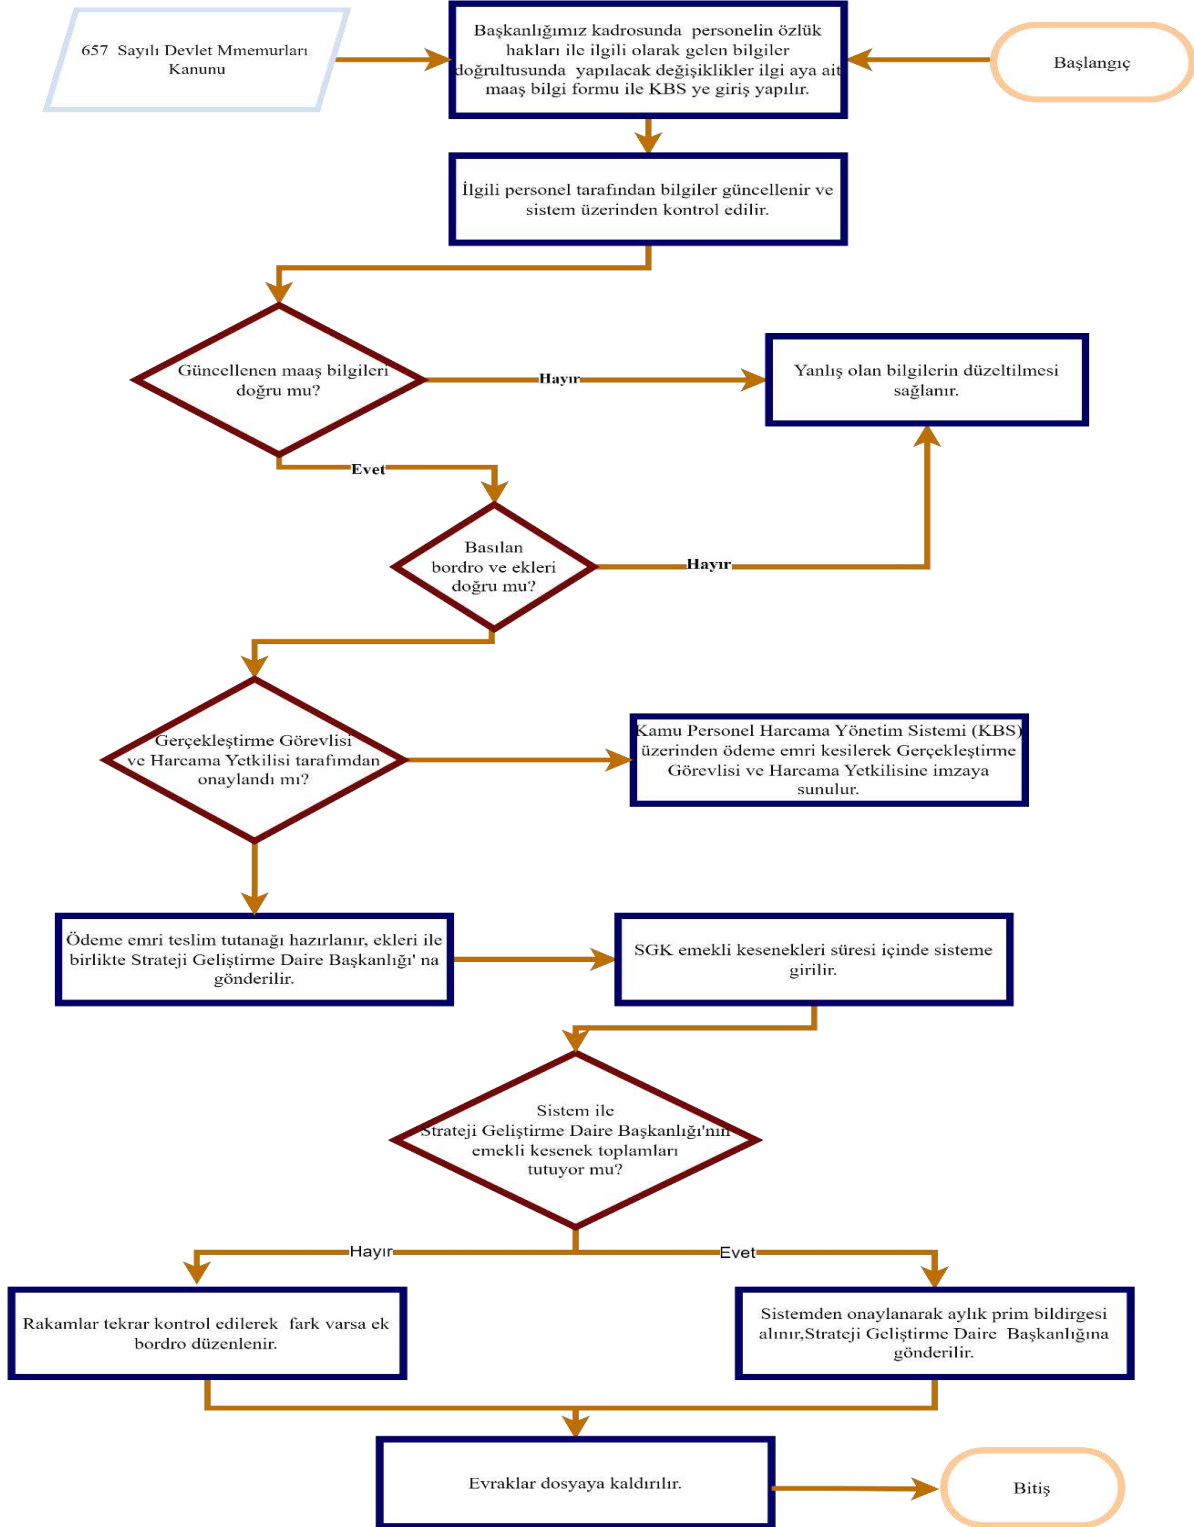 657 Sayılı Devlet Mmemurları
Kanunu
Başkanlığımız kadrosunda personelin özlük
hakları ile ilgili olarak gelen bilgiler
doğrultusunda yapılacak değişiklikler ilgi aya ait
maaş bilgi formu ile KBS ye giriş yapılır.
Başlangıç
İlgili personel tarafından bilgiler güncellenir ve
sistem üzerinden kontrol edilir.
Güncellenen maaş bilgileri
doğru mu?
Hayır
Yanlış olan bilgilerin düzeltilmesi
sağlanır.
Evet
Basılan
bordro ve ekleri
doğru mu?
Hayır
Gerçekleştirme Görevlisi
ve Harcama Yetkilisi tarafımdan
onaylandı mı?
Kamu Personel Harcama Yönetim Sistemi (KBS)
üzerinden ödeme emri kesilerek Gerçekleştirme
Görevlisi ve Harcama Yetkilisine imzaya
sunulur.
Ödeme emri teslim tutanağı hazırlanır, ekleri ile
birlikte Strateji Geliştirme Daire Başkanlığı' na
gönderilir.
SGK emekli kesenekleri süresi içinde sisteme
girilir.
Sistem ile
Strateji Geliştirme Daire Başkanlığı'nın
emekli kesenek toplamları
tutuyor mu?
Hayır
Evet
Rakamlar tekrar kontrol edilerek fark varsa ek
bordro düzenlenir.
Sistemden onaylanarak aylık prim bildirgesi
alınır,Strateji Geliştirme Daire Başkanlığına
gönderilir.
Evraklar dosyaya kaldırılır.
Bitiş